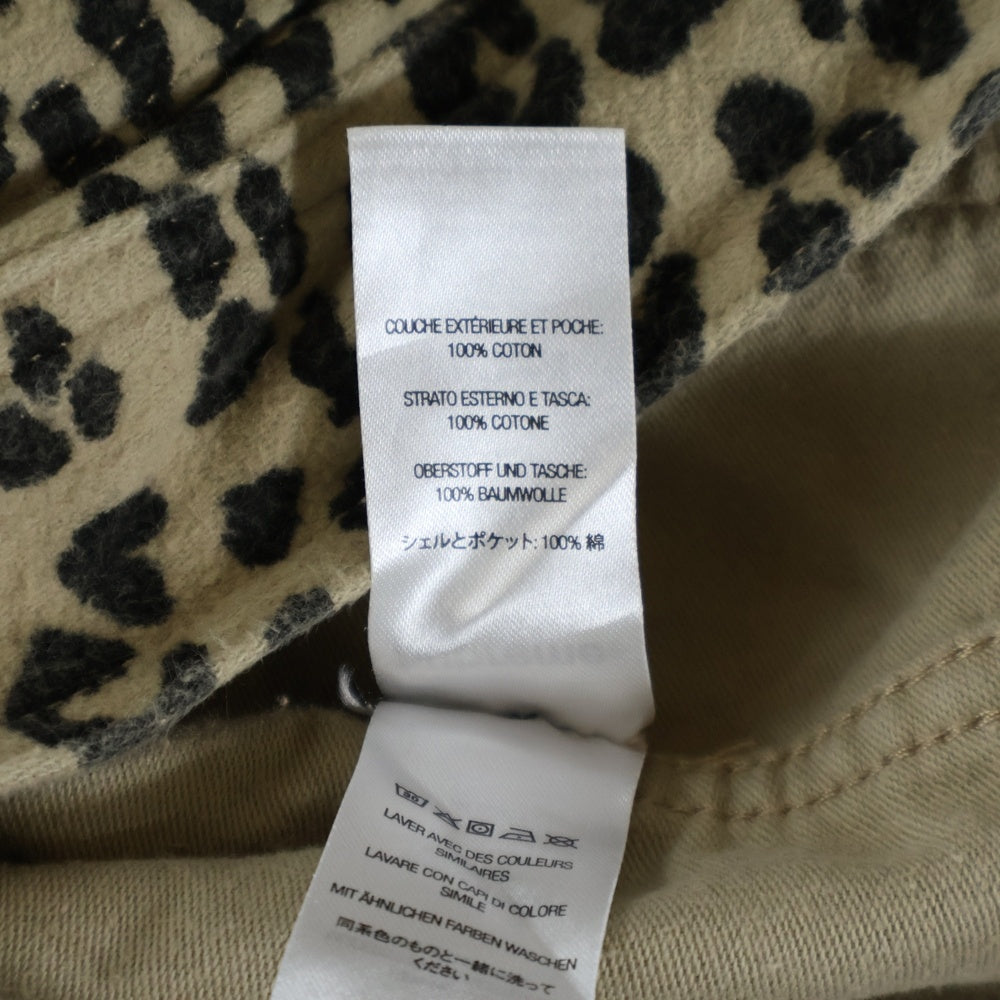 COUCHE EXTÉRIEURE ET POCHE:
100% COTON
STRATO ESTERNO E TASCA:
100% COTONE
OBERSTOFF UND TASCHE:
100% BAUMWOLLE
シェルとポケット: 100% 綿
30
LAVER AVEC DES COULEURS
SIMILAIRES
LAVARE CON CAPI DI COLORE
SIMILE
MIT ÄHNLICHEN FARBEN WASCHEN
同系色のものと一緒に洗って
ください